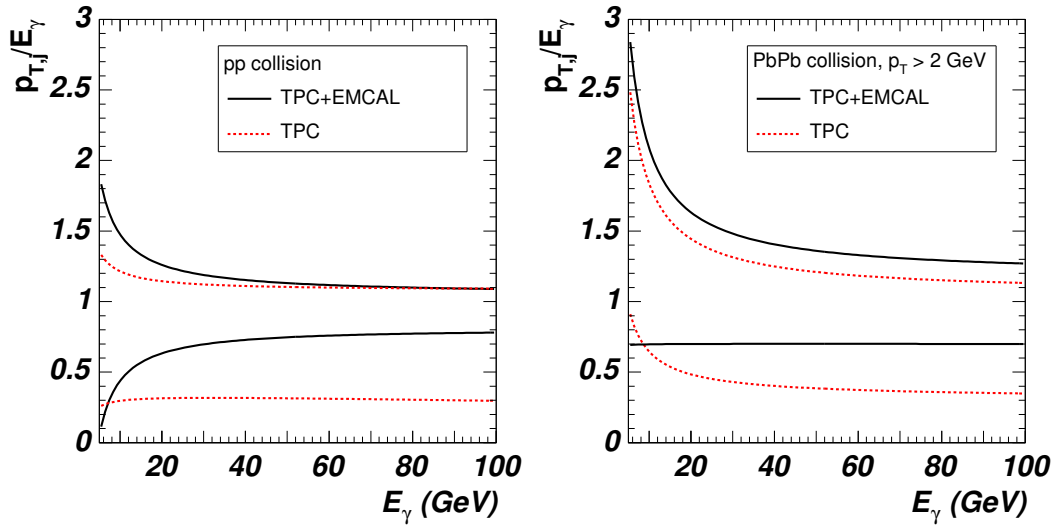 p_T,j/E_γ
3
2.5
2
1.5
1
0.5
0
pp collision
TPC+EMCAL
TPC
20 40 60 80 100
E_γ (GeV)
p_T,j/E_γ
3
2.5
2
1.5
1
0.5
0
PbPb collision, p_T > 2 GeV
TPC+EMCAL
TPC
20 40 60 80 100
E_γ (GeV)